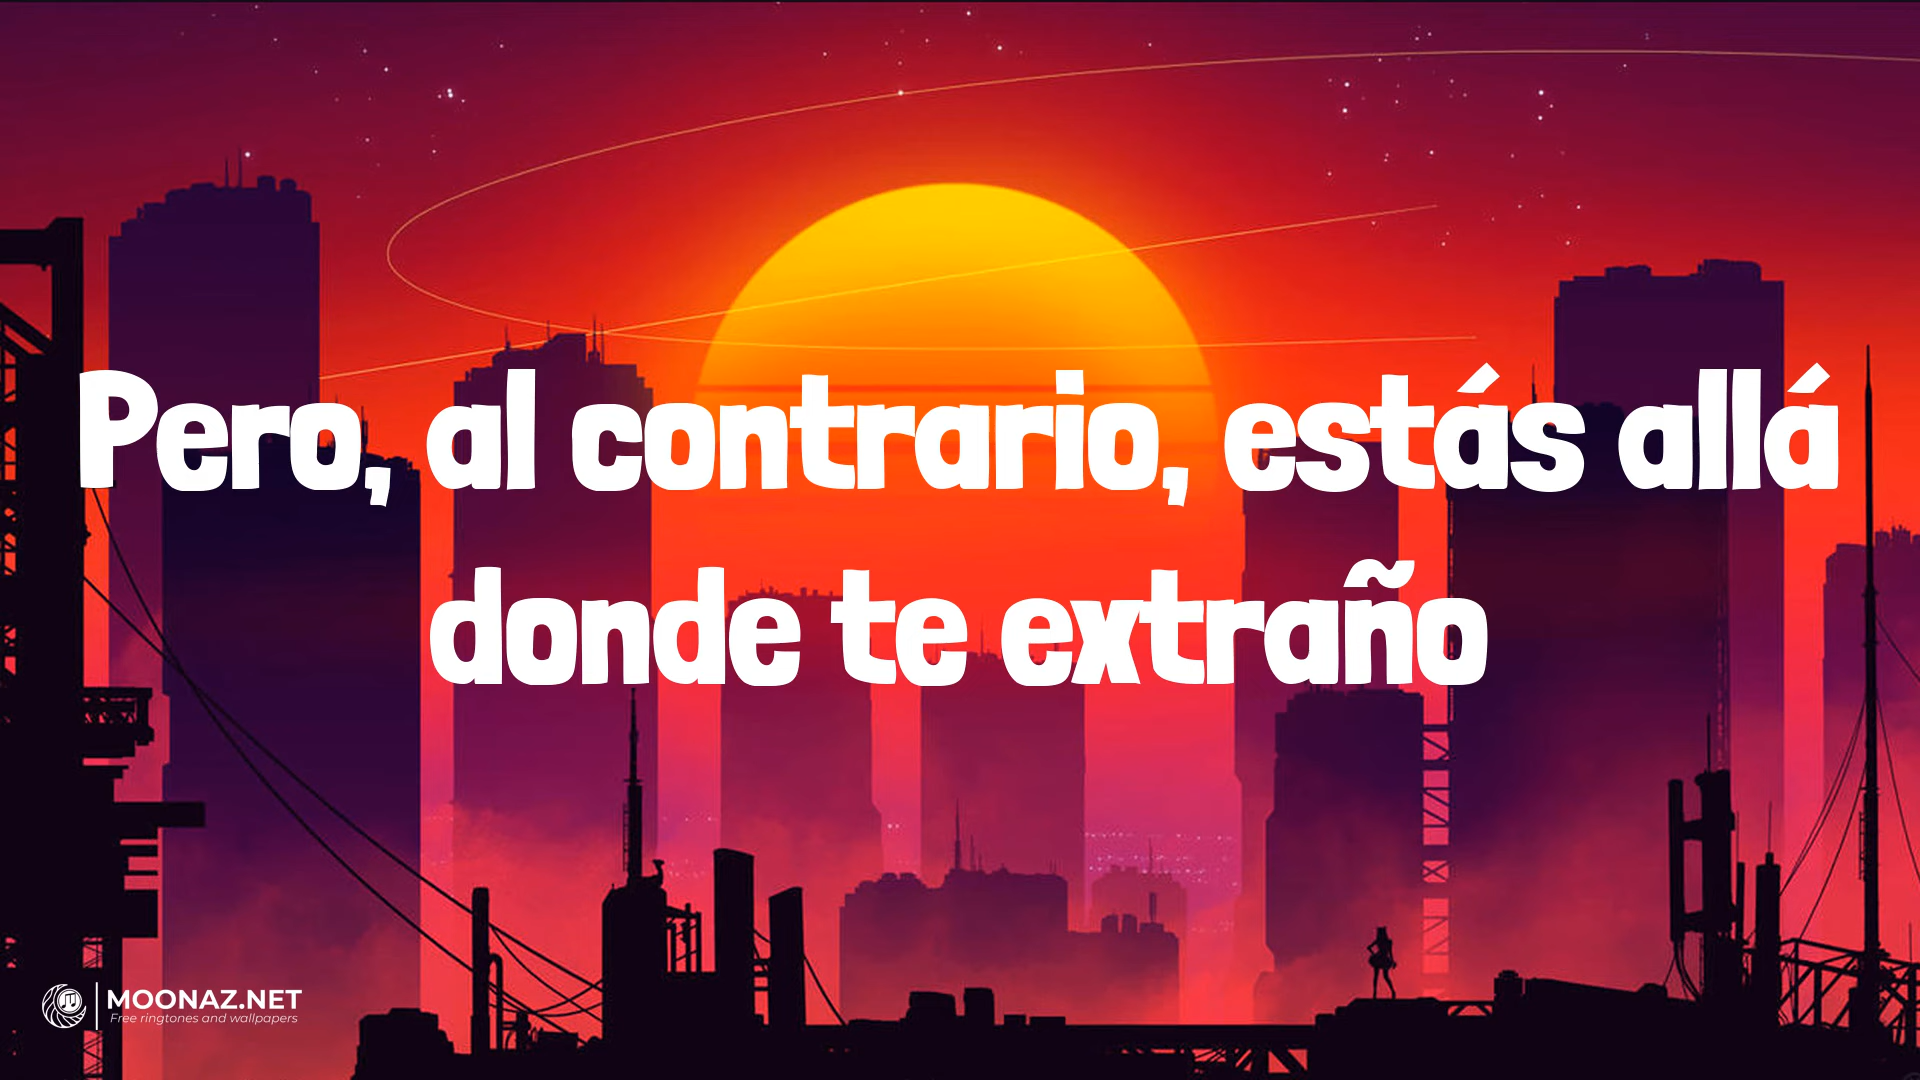 Pero, al contrario, estás allá
donde te extraño
MOONAZ.NET
Free ringtones and wallpapers